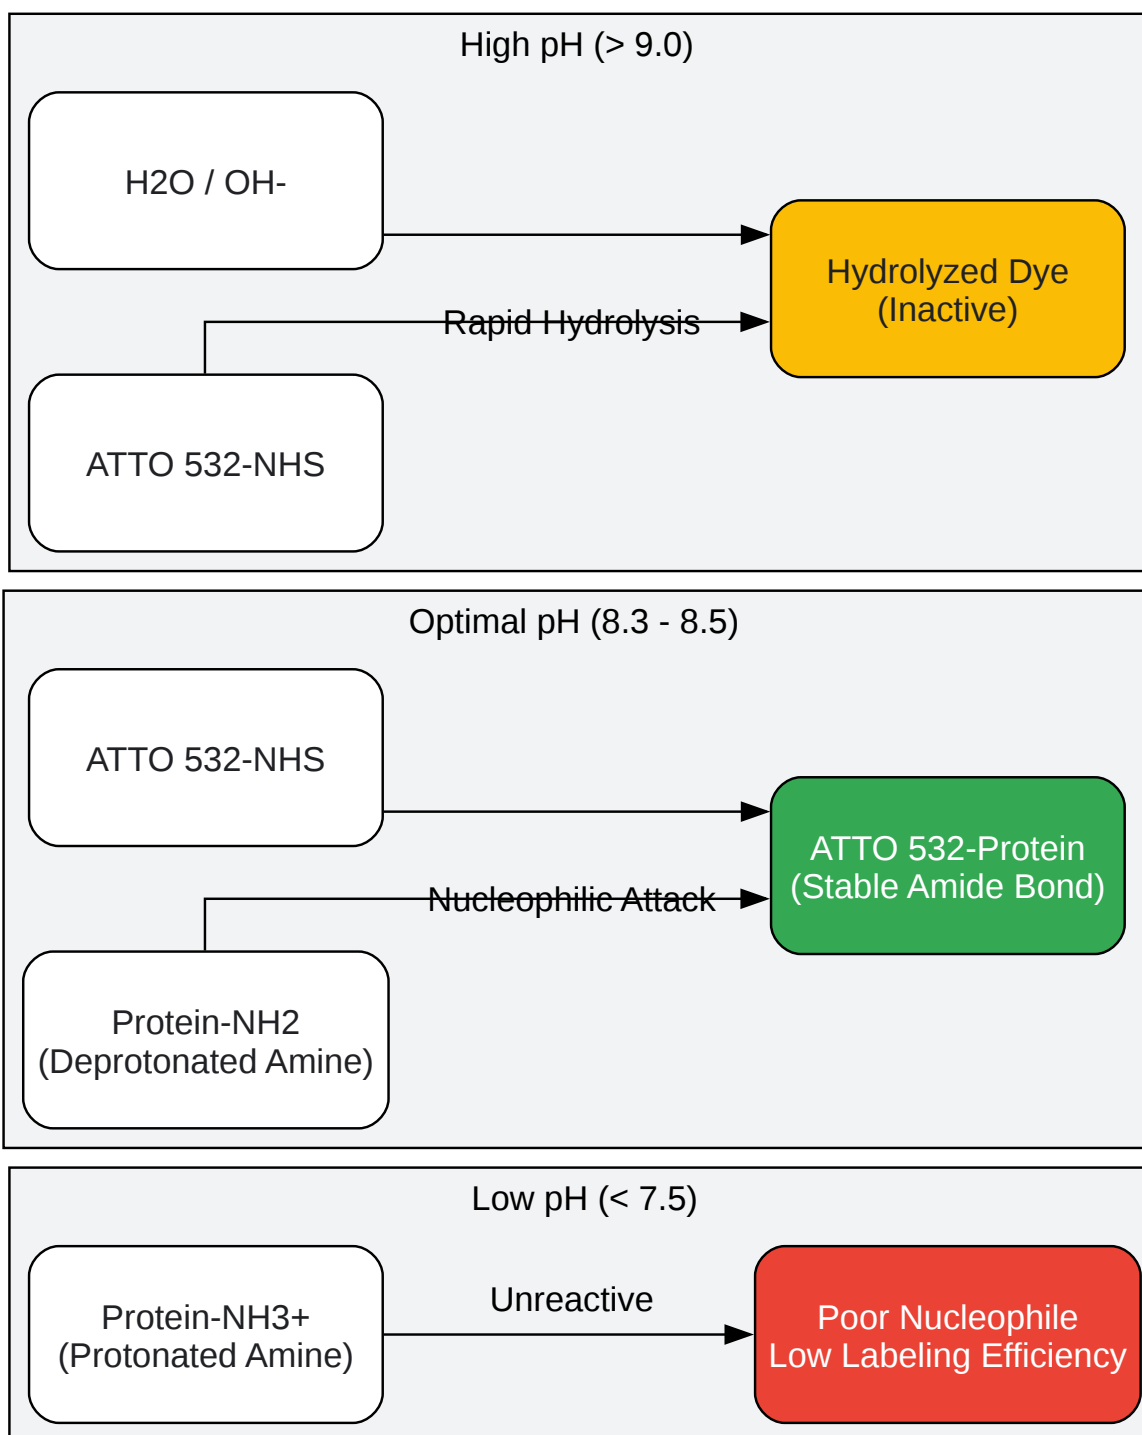 High pH (> 9.0)
H2O / OH-
Hydrolyzed Dye
(Inactive)
Rapid Hydrolysis
ATTO 532-NHS
Optimal pH (8.3 - 8.5)
ATTO 532-NHS
ATTO 532-Protein
(Stable Amide Bond)
Nucleophilic Attack
Protein-NH2
(Deprotonated Amine)
Low pH (< 7.5)
Protein-NH3+
(Protonated Amine)
Unreactive
Poor Nucleophile
Low Labeling Efficiency